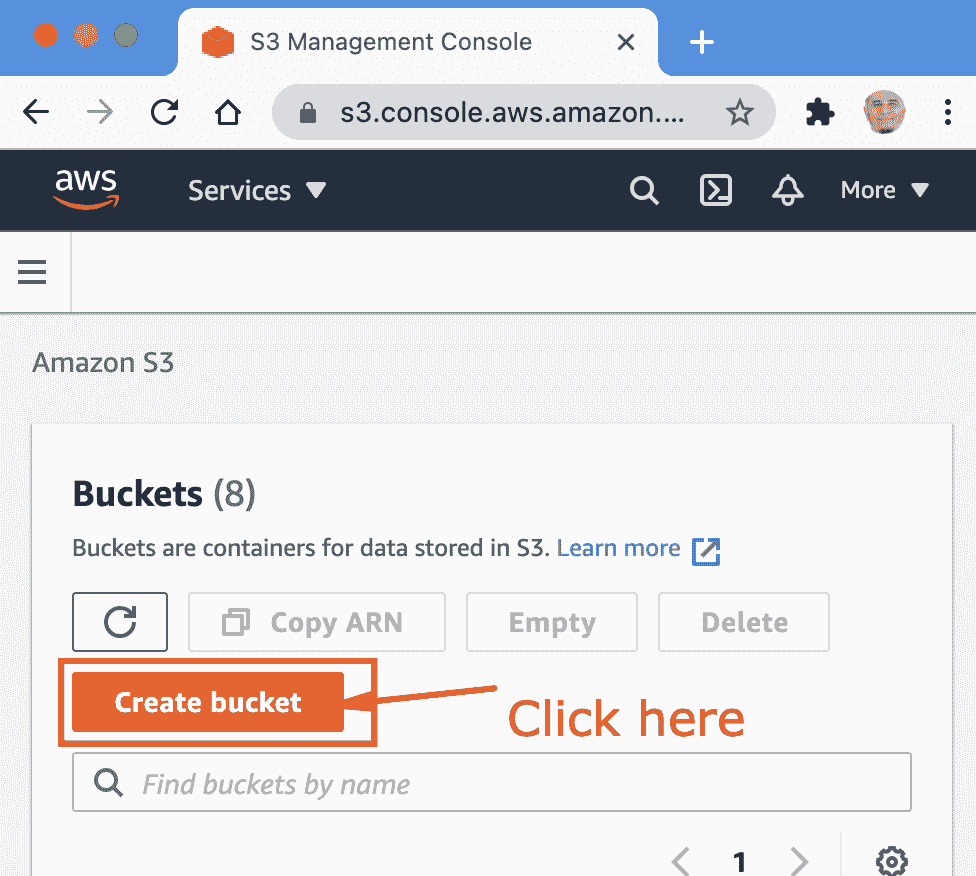 S3 Management Console
s3.console.aws.amazon....
aws Services More
Amazon S3
Buckets (8)
Buckets are containers for data stored in S3. Learn more
Copy ARN Empty Delete
Create bucket
Click here
Find buckets by name
1